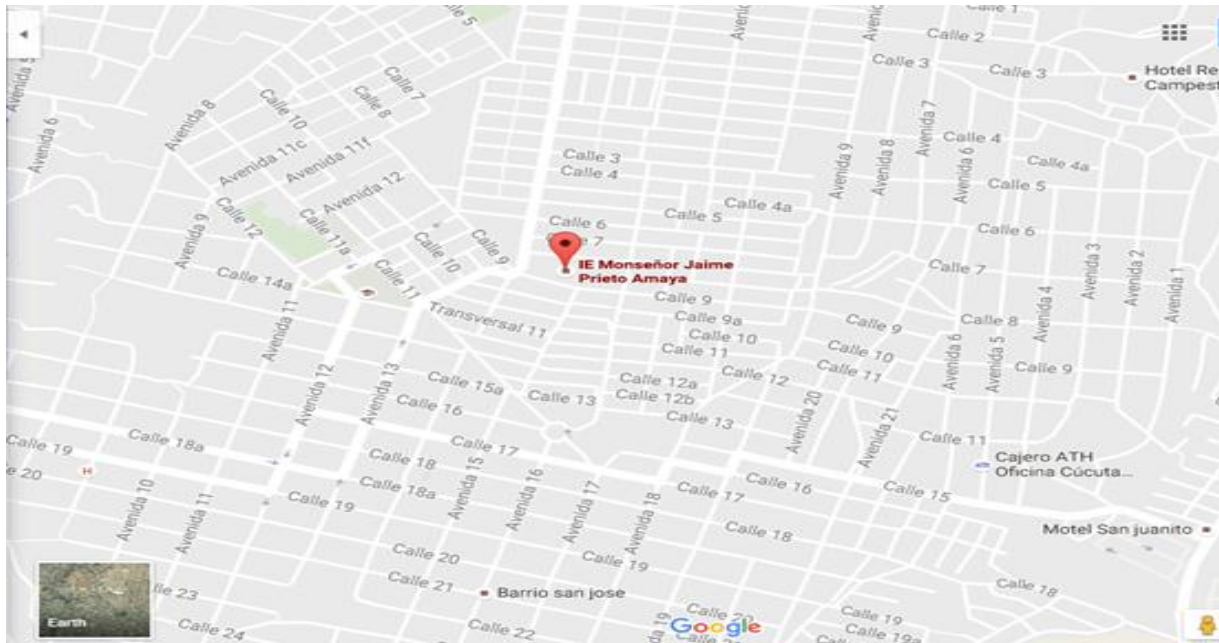 Calle 5
Calle 1
Calle 2
Calle 3
Calle 3
Hotel Re
Campest
Avenida 8
Avenida 6
Calle 7
Calle 8
Calle 10
Avenida 11c
Avenida 11f
Avenida 12
Avenida 7
Calle 4
Calle 4a
Calle 5
Calle 3
Calle 4
Avenida 9
Avenida 8
Avenida 6
Calle 4a
Calle 5
Calle 6
Calle 6
Avenida 9
Calle 12
Calle 11a
Calle 10
Calle 9
Calle 11
IE Monseñor Jaime
Prieto Amaya
Calle 7
Avenida 3
Avenida 2
Avenida 1
Calle 14a
Avenida 11
Transversal 11
Calle 9
Calle 9a
Calle 10
Calle 11
Calle 9
Calle 10
Calle 11
Calle 8
Avenida 4
Avenida 6
Avenida 5
Calle 9
Avenida 12
Avenida 13
Calle 15a
Calle 16
Calle 13
Calle 12a
Calle 12b
Calle 12
Calle 13
Avenida 20
Avenida 21
Calle 11
Cajero ATH
Oficina Cúcuta...
Calle 19
Calle 18a
Calle 17
Calle 18
Calle 18a
Calle 19
H
e 20
Avenida 10
Avenida 11
Avenida 15
Avenida 16
Avenida 17
Avenida 18
Calle 17
Calle 16
Calle 15
Calle 18
Motel San juanito
Calle 20
Calle 21
Calle 19
Calle 18
Barrio san jose
lle 23
Calle 24
Calle 22
Google
Calle 19
Calle 19a
Earth